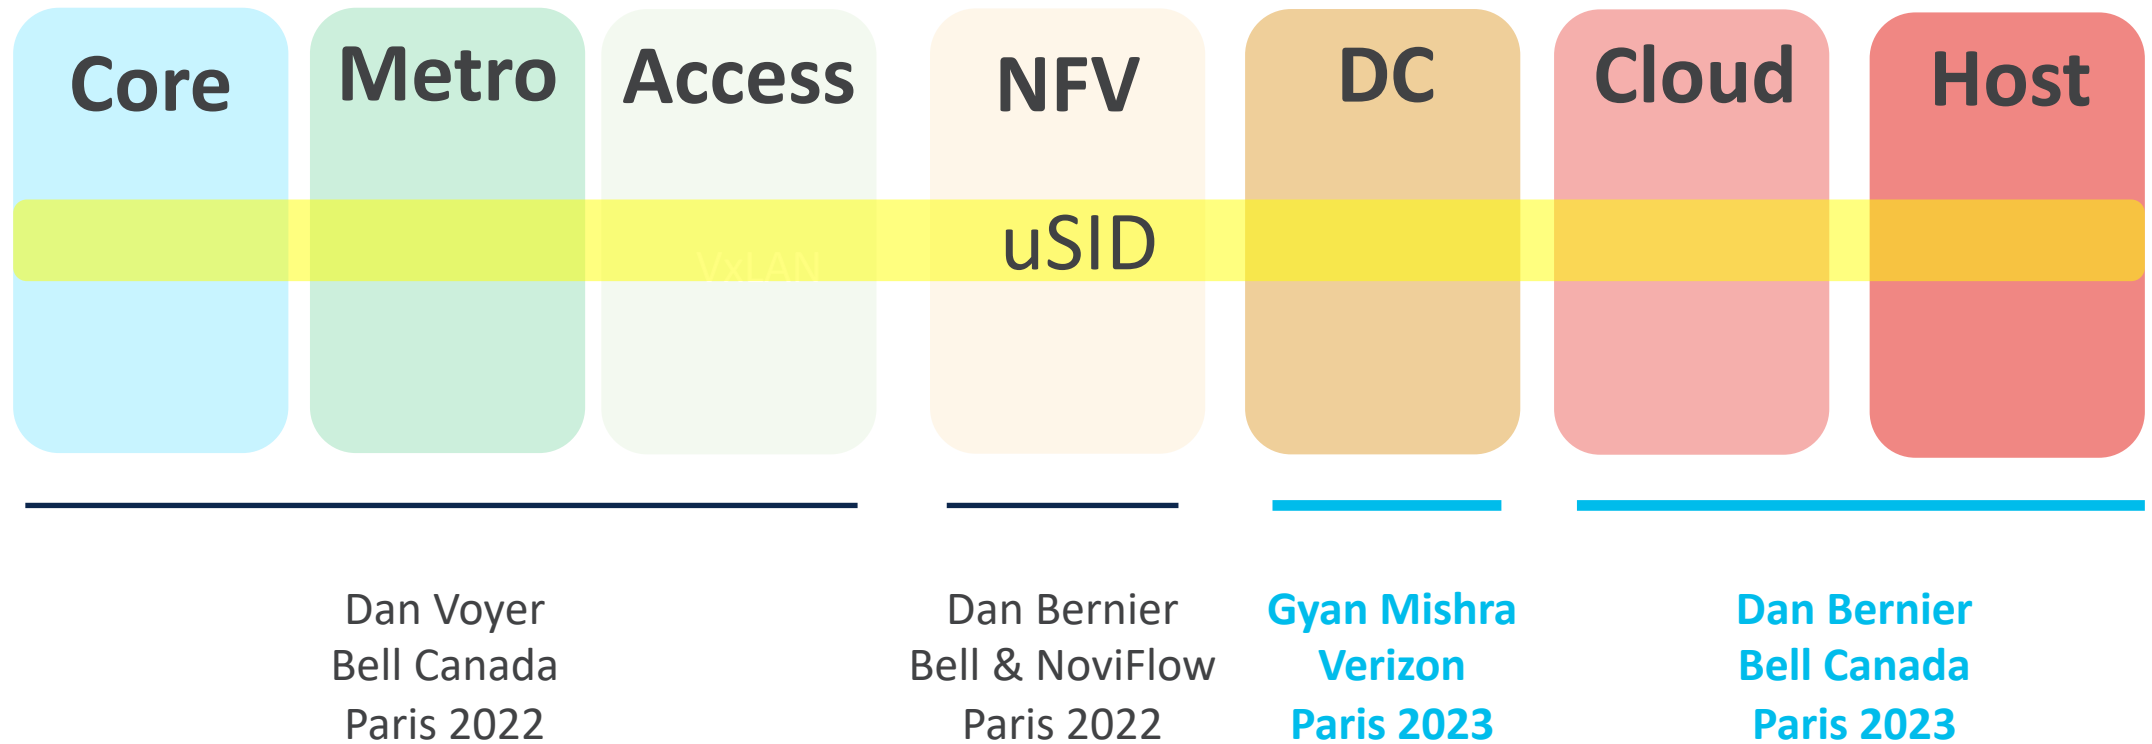 Core
Metro
Access
NFV
DC
Cloud
Host
uSID
VxLAN
Dan Voyer
Bell Canada
Paris 2022
Dan Bernier
Bell & NoviFlow
Paris 2022
Gyan Mishra
Verizon
Paris 2023
Dan Bernier
Bell Canada
Paris 2023